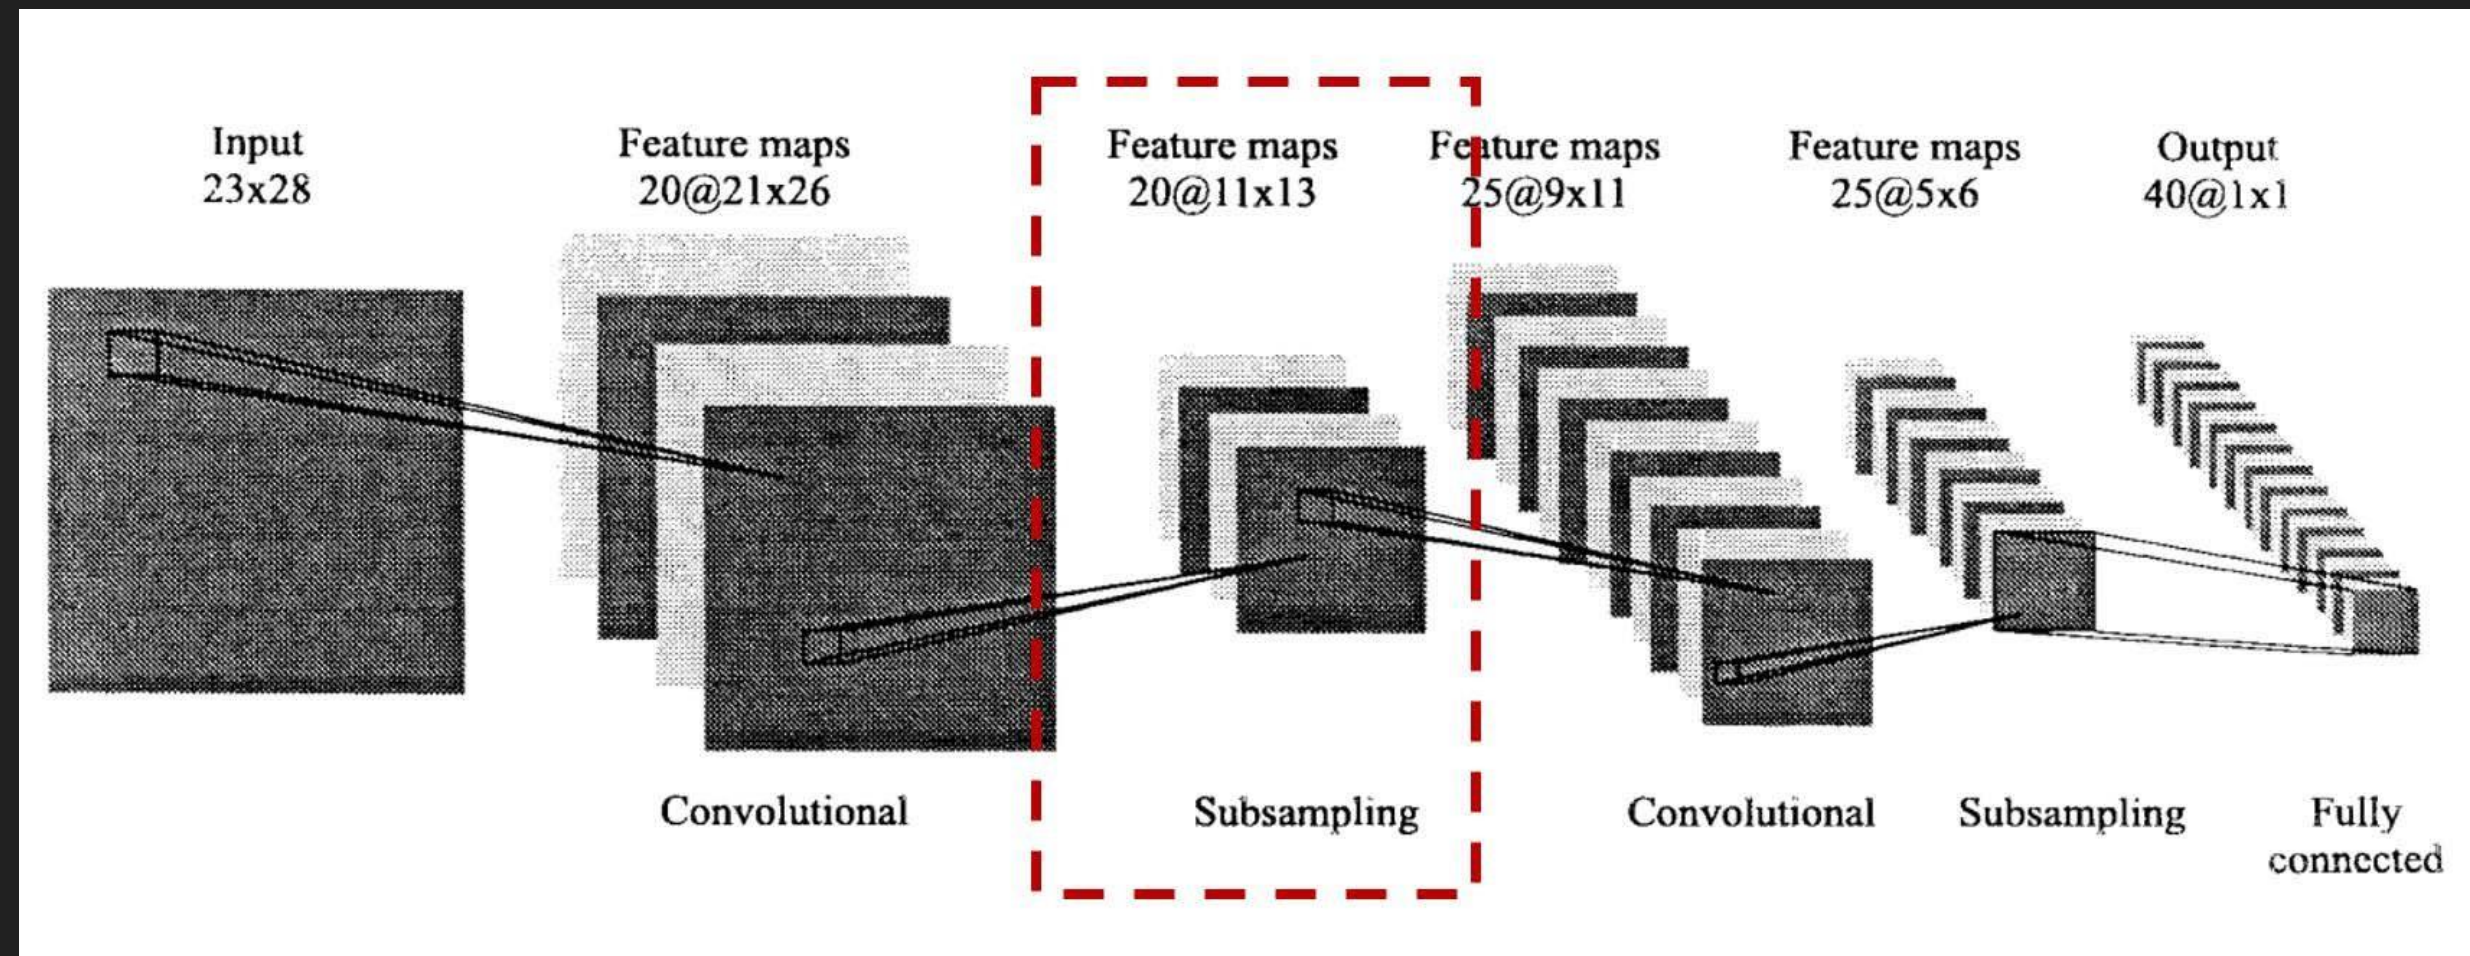 Input
23x28
Feature maps
20@21x26
Feature maps
20@11x13
Feature maps
25@9x11
Feature maps
25@5x6
Output
40@1x1
Convolutional
Subsampling
Convolutional
Subsampling
Fully
connected